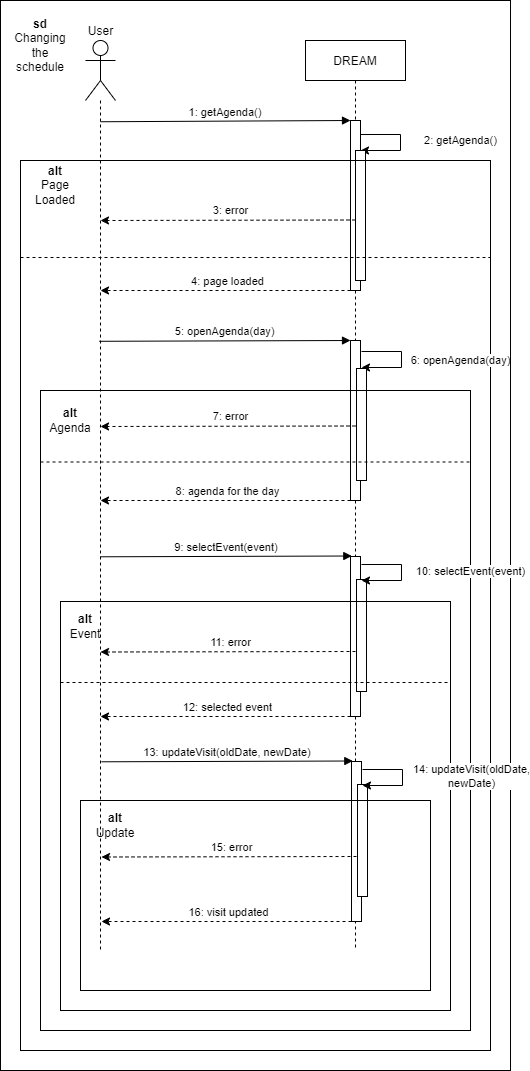 sd
Changing
the
schedule
User
DREAM
1: getAgenda()
2: getAgenda()
alt
Page
Loaded
3: error
4: page loaded
5: openAgenda(day)
6: openAgenda(day)
alt
Agenda
7: error
8: agenda for the day
9: selectEvent(event)
10: selectEvent(event)
alt
Event
11: error
12: selected event
13: updateVisit(oldDate, newDate)
14: updateVisit(oldDate,
newDate)
alt
Update
15: error
16: visit updated